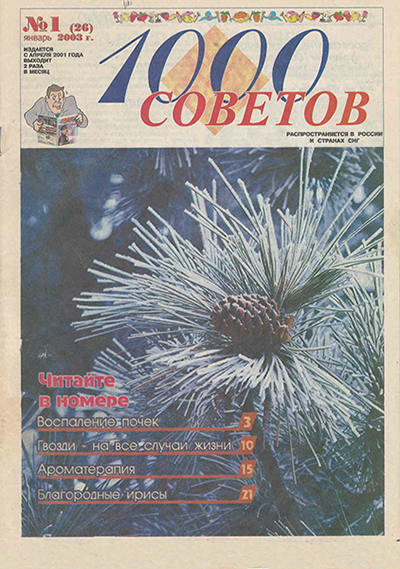 №1 (26)
январь 2003 г.
ИЗДАЕТСЯ
С АПРЕЛЯ 2001 ГОДА
ВЫХОДИТ
2 РАЗА
В МЕСЯЦ
1000
СОВЕТОВ
РАСПРОСТРАНЯЕТСЯ В РОССИИ
И СТРАНАХ СНГ
Читайте
в номере
Воспаление почек 3
Гвозди - на все случаи жизни 10
Ароматерапия 15
Благородные ирисы 21